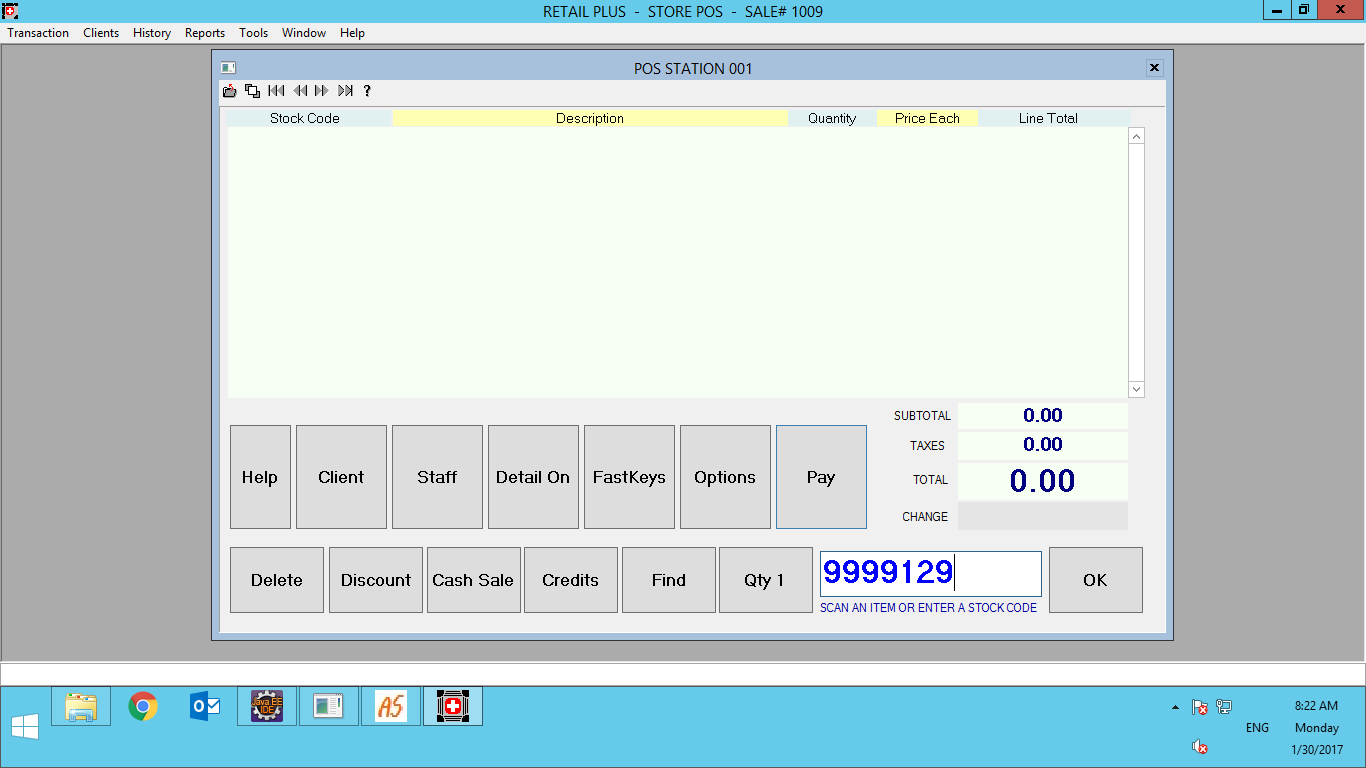 RETAIL PLUS - STORE POS - SALE# 1009
Transaction Clients History Reports Tools Window Help
POS STATION 001
?
Stock Code Description Quantity Price Each Line Total
SUBTOTAL 0.00
TAXES 0.00
TOTAL 0.00
CHANGE
Help Client Staff Detail On FastKeys Options Pay
Delete Discount Cash Sale Credits Find Qty 1 9999129 OK
SCAN AN ITEM OR ENTER A STOCK CODE
Java EE
IDE
AS
8:22 AM
ENG Monday
1/30/2017